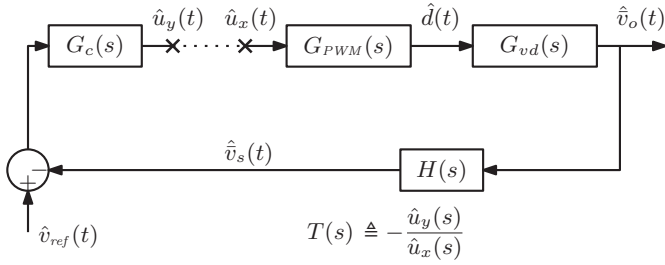 û_y(t) û_x(t) d̂(t) v̄̂_o(t)
G_c(s) G_PWM(s) G_vd(s)
v̄̂_s(t)
H(s)
−
+
v̂_ref(t)
T(s) ≜ − û_y(s) / û_x(s)